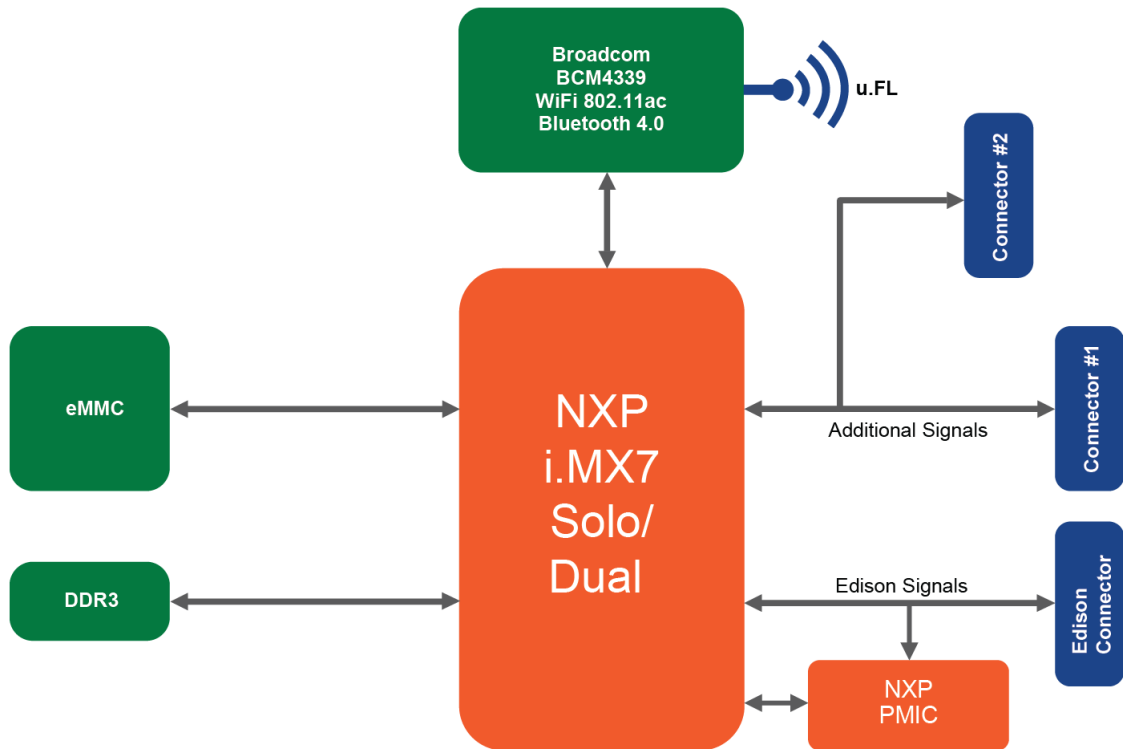 Broadcom
BCM4339
WiFi 802.11ac
Bluetooth 4.0
u.FL
Connector #2
eMMC
NXP
i.MX7
Solo/
Dual
Additional Signals
Connector #1
DDR3
Edison Signals
Edison
Connector
NXP
PMIC